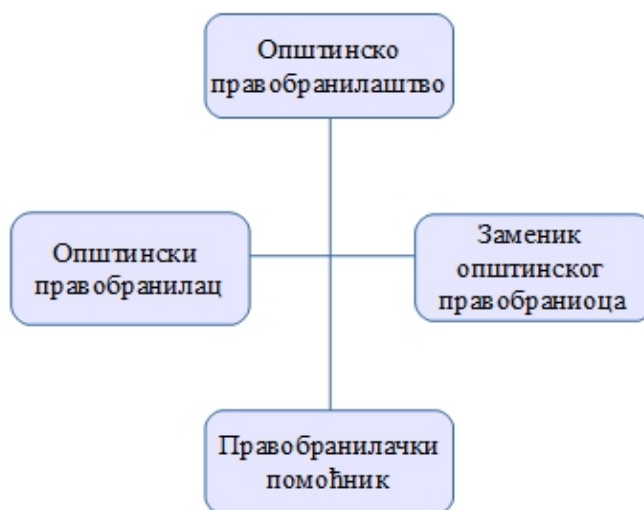 Општинско
правобранилаштво
Општински
правобранилац
Заменик
општинског
правобраниоца
Правобранилачки
помоћник